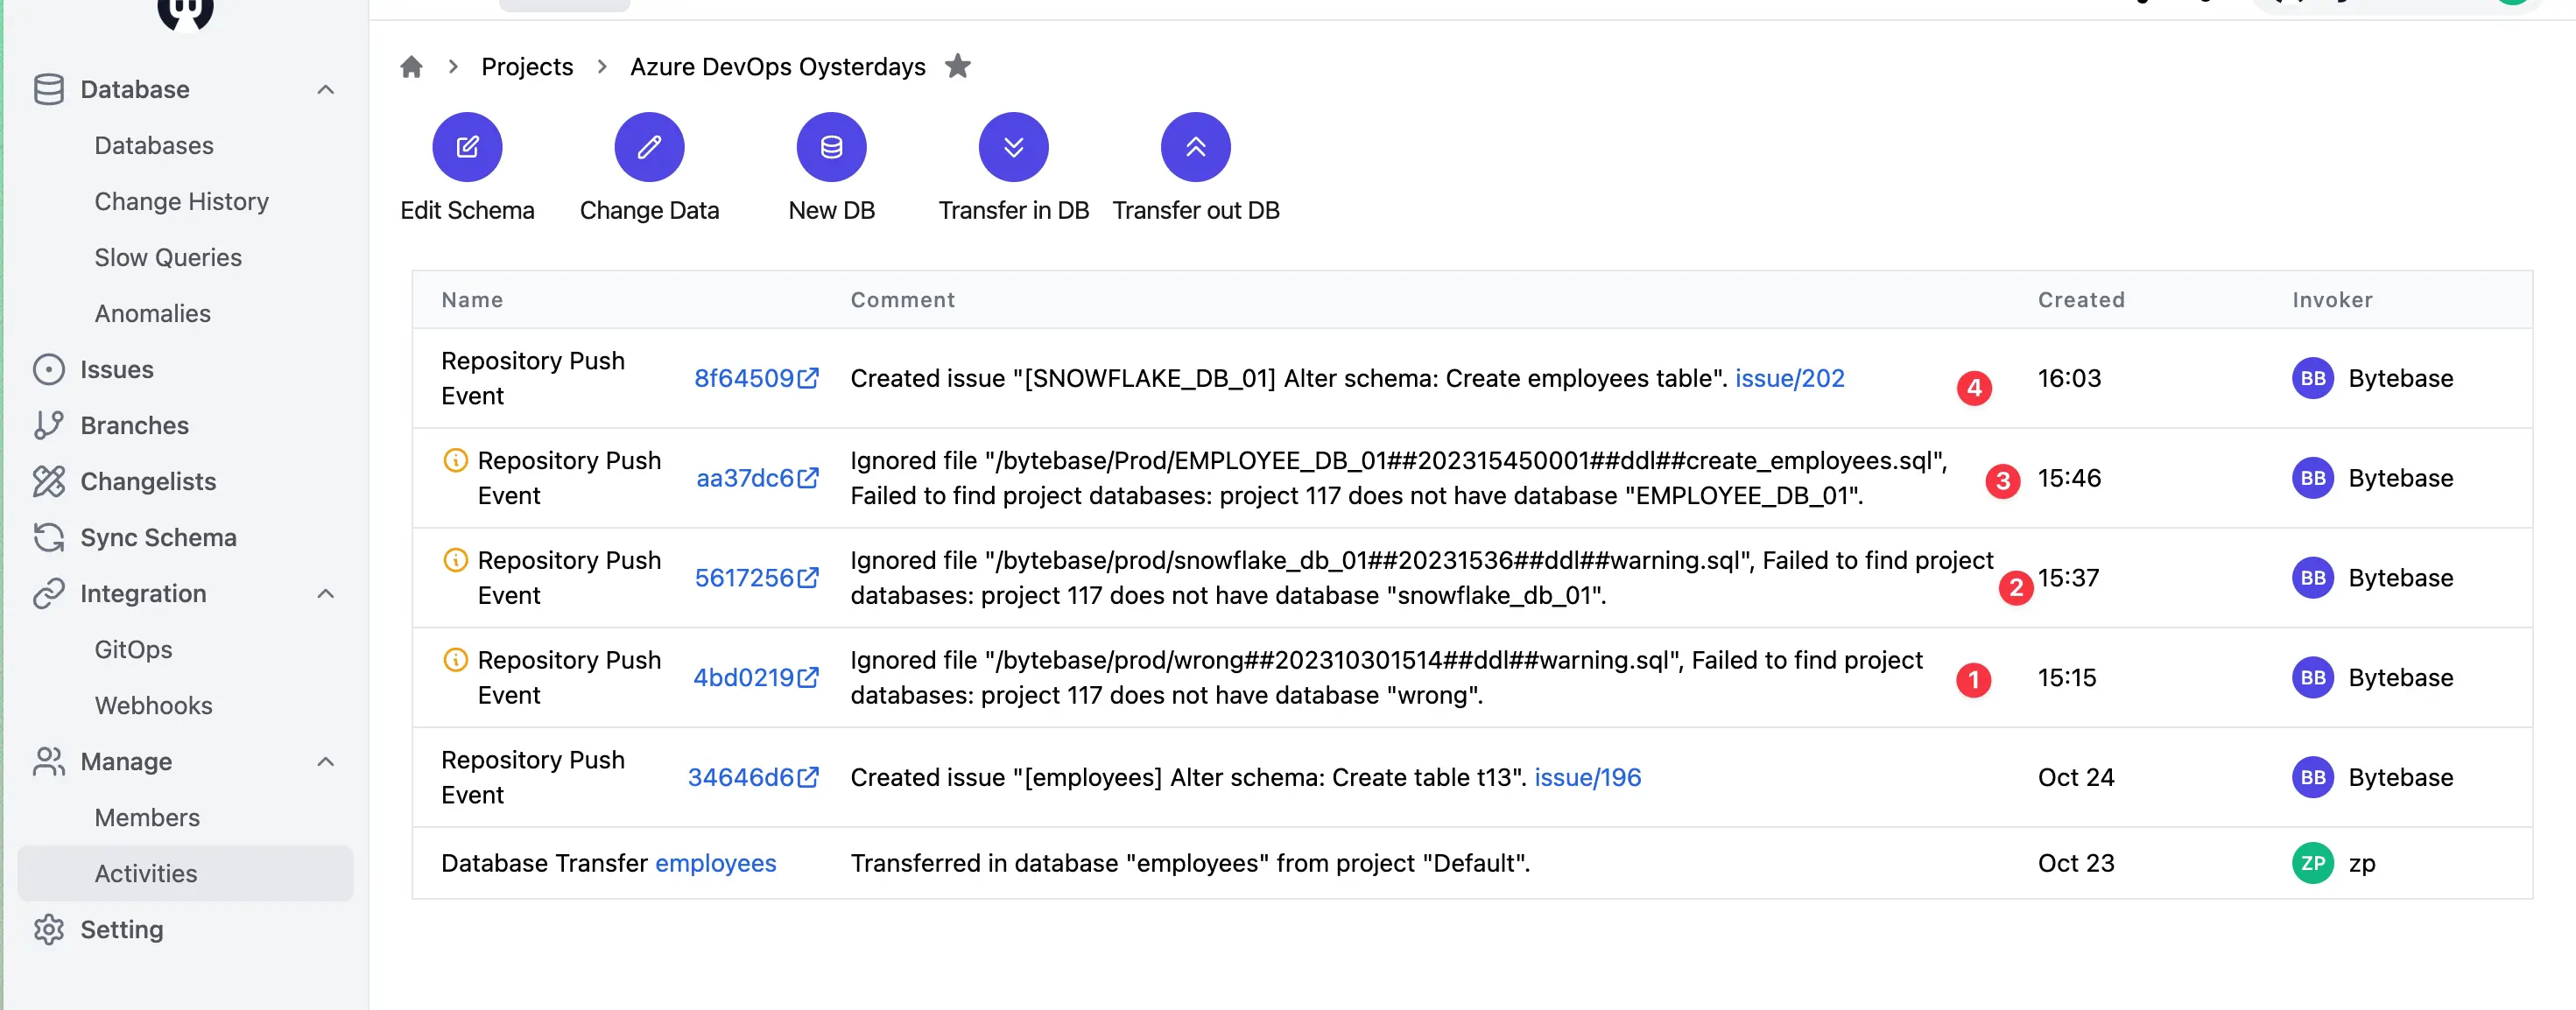 Database
Databases
Change History
Slow Queries
Anomalies
Issues
Branches
Changelists
Sync Schema
Integration
GitOps
Webhooks
Manage
Members
Activities
Setting
Projects
Azure DevOps Oysterdays
Edit Schema
Change Data
New DB
Transfer in DB
Transfer out DB
Name
Comment
Created
Invoker
Repository Push
Event
8f64509
Created issue "[SNOWFLAKE_DB_01] Alter schema: Create employees table". issue/202
4
16:03
BB
Bytebase
Repository Push
Event
aa37dc6
Ignored file "/bytebase/Prod/EMPLOYEE_DB_01##202315450001##ddl##create_employees.sql",
Failed to find project databases: project 117 does not have database "EMPLOYEE_DB_01".
3
15:46
BB
Bytebase
Repository Push
Event
5617256
Ignored file "/bytebase/prod/snowflake_db_01##20231536##ddl##warning.sql", Failed to find project
databases: project 117 does not have database "snowflake_db_01".
2
15:37
BB
Bytebase
Repository Push
Event
4bd0219
Ignored file "/bytebase/prod/wrong##202310301514##ddl##warning.sql", Failed to find project
databases: project 117 does not have database "wrong".
1
15:15
BB
Bytebase
Repository Push
Event
34646d6
Created issue "[employees] Alter schema: Create table t13". issue/196
Oct 24
BB
Bytebase
Database Transfer employees
Transferred in database "employees" from project "Default".
Oct 23
ZP
zp